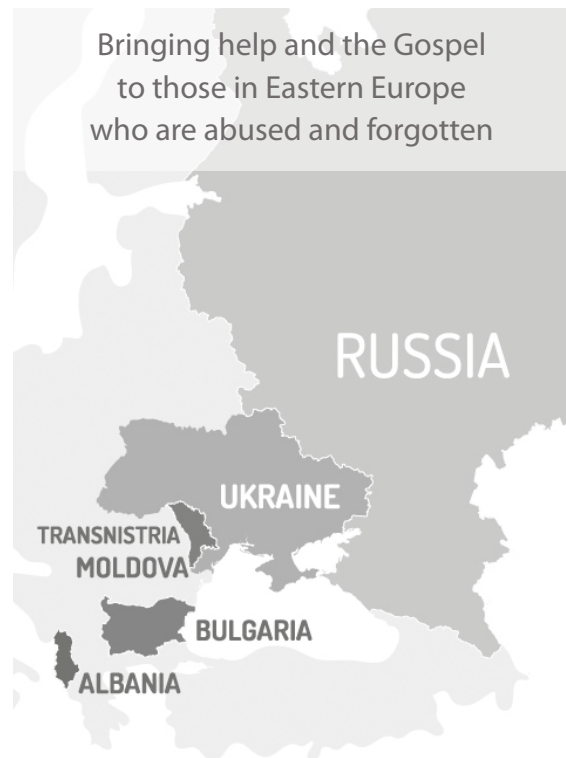 Bringing help and the Gospel
to those in Eastern Europe
who are abused and forgotten
RUSSIA
UKRAINE
TRANSNISTRIA
MOLDOVA
BULGARIA
ALBANIA